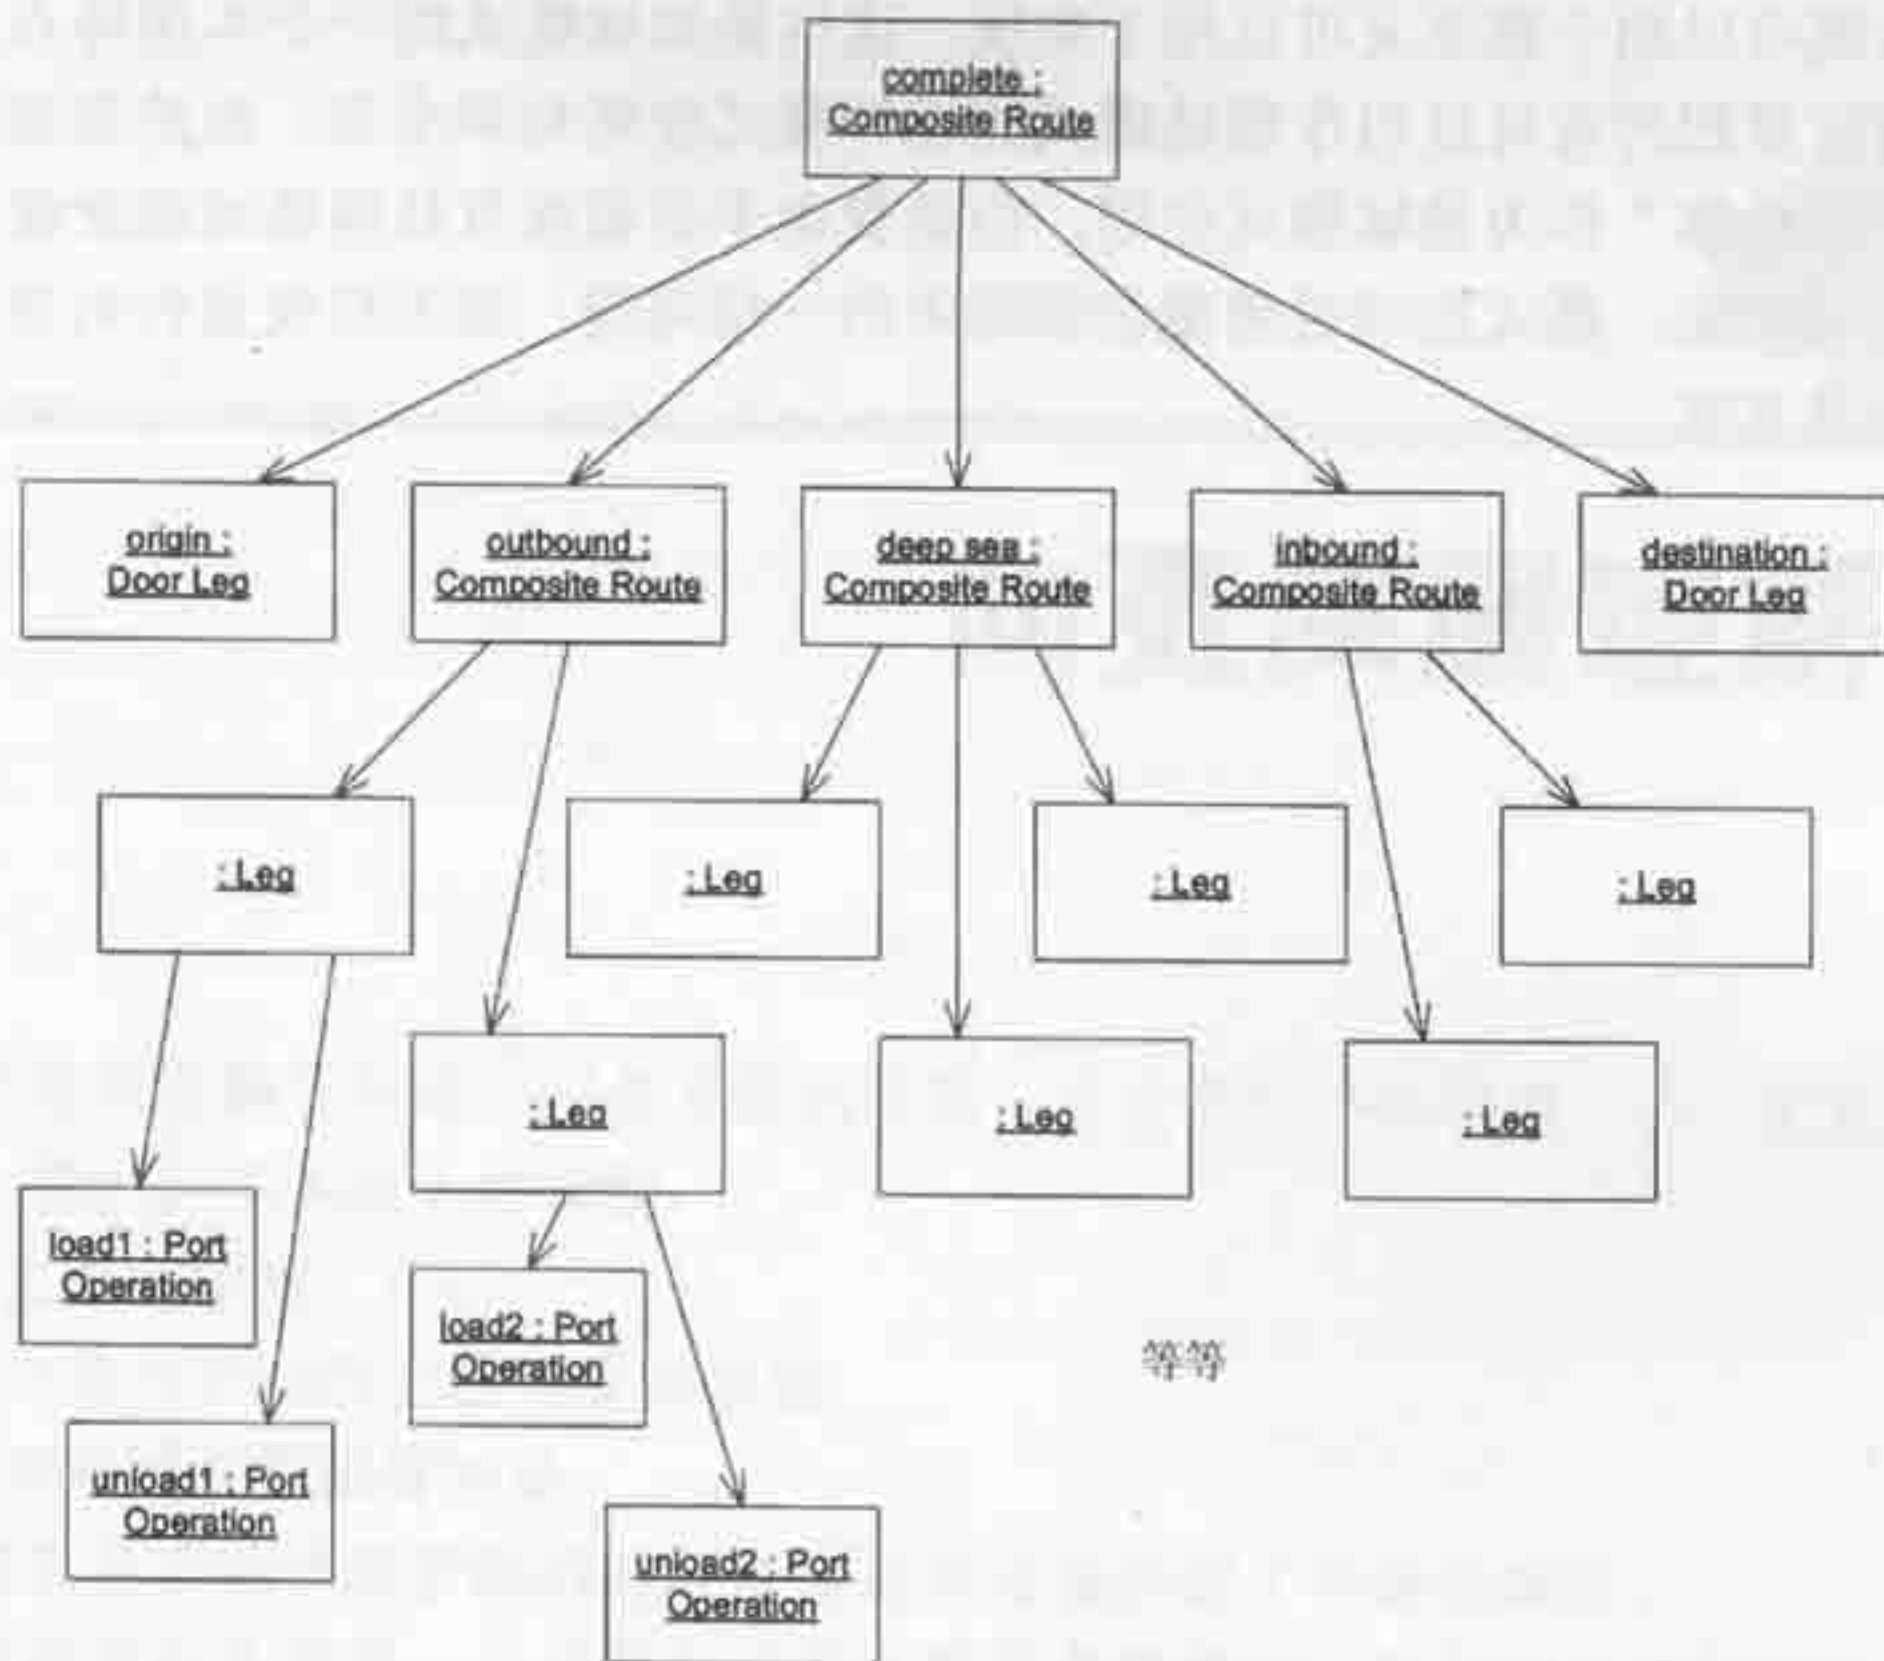 complete :
Composite Route
origin :
Door Leg
outbound :
Composite Route
deep sea :
Composite Route
inbound :
Composite Route
destination :
Door Leg
: Leg
: Leg
: Leg
: Leg
: Leg
: Leg
: Leg
load1 : Port
Operation
load2 : Port
Operation
等等
unload1 : Port
Operation
unload2 : Port
Operation